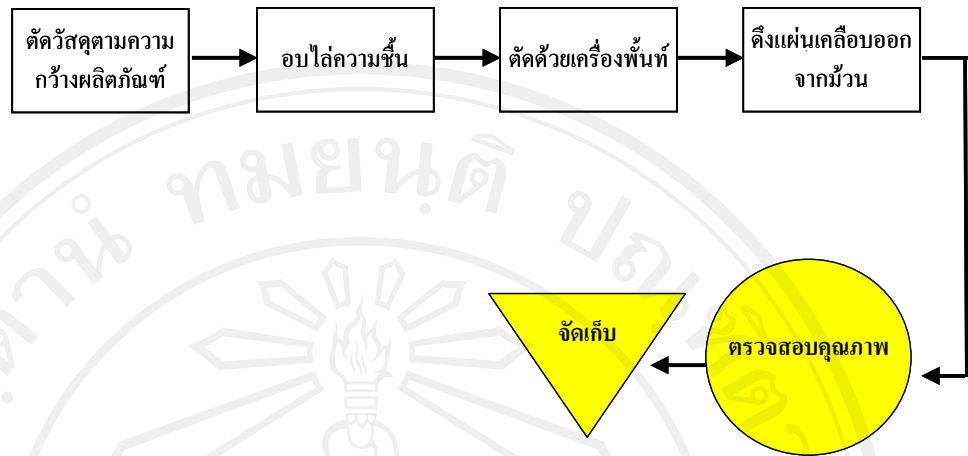 ตัดวัสดุตามความ
กว้างผลิตภัณฑ์
อบไล่ความชื้น
ตัดด้วยเครื่องพั้นท์
ดึงแผ่นเคลือบออก
จากม้วน
จัดเก็บ
ตรวจสอบคุณภาพ